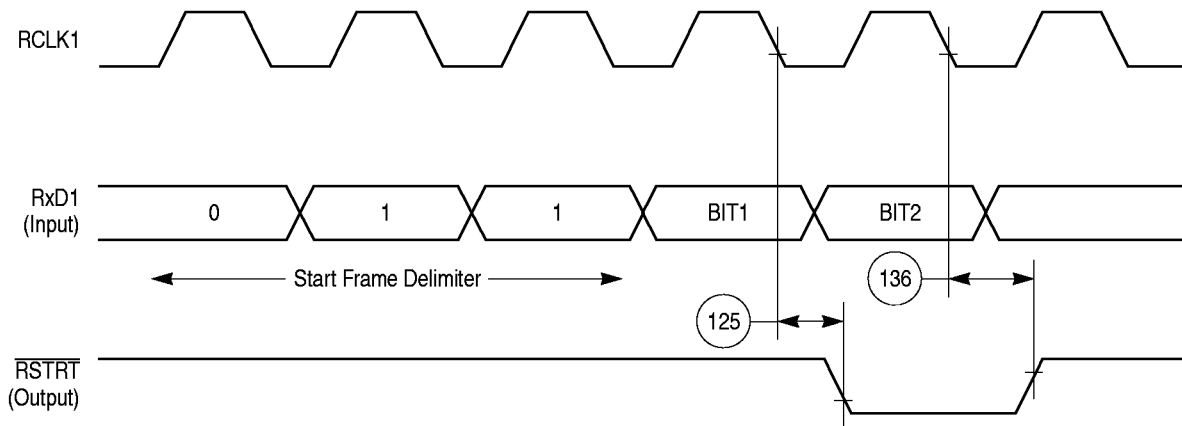 RCLK1
RxD1
(Input)
0
1
1
BIT1
BIT2
Start Frame Delimiter
136
125
RSTRT
(Output)